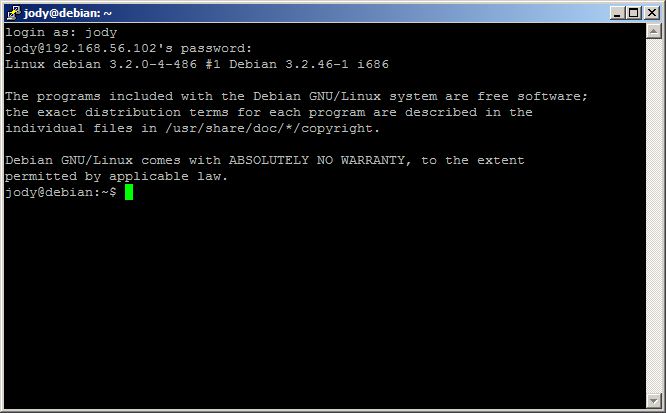 jody@debian: ~
login as: jody
jody@192.168.56.102's password:
Linux debian 3.2.0-4-486 #1 Debian 3.2.46-1 i686
The programs included with the Debian GNU/Linux system are free software;
the exact distribution terms for each program are described in the
individual files in /usr/share/doc/*/copyright.
Debian GNU/Linux comes with ABSOLUTELY NO WARRANTY, to the extent
permitted by applicable law.
jody@debian:~$